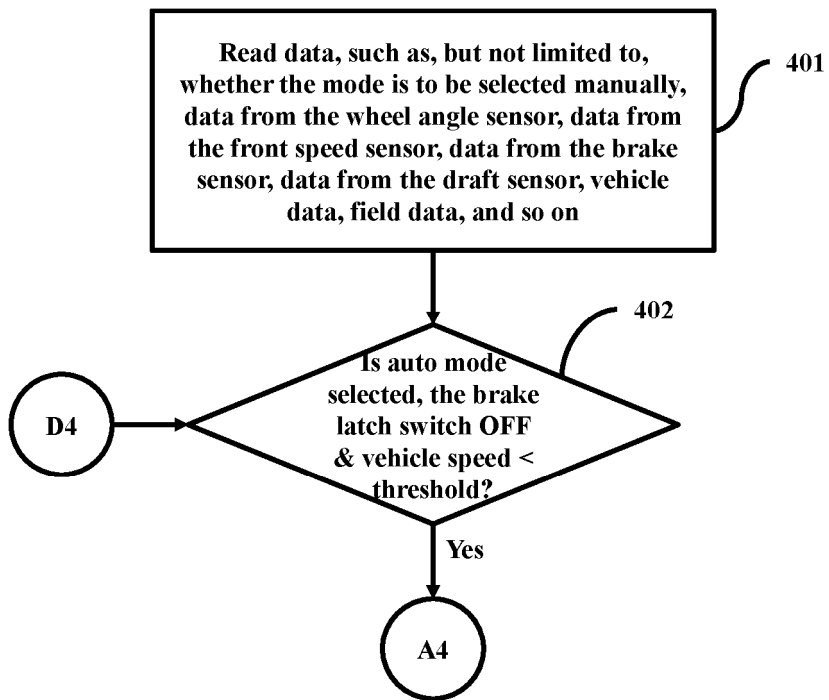 Read data, such as, but not limited to,
whether the mode is to be selected manually,
data from the wheel angle sensor, data from
the front speed sensor, data from the brake
sensor, data from the draft sensor, vehicle
data, field data, and so on
401
402
Is auto mode
selected, the brake
latch switch OFF
& vehicle speed <
threshold?
D4
Yes
A4